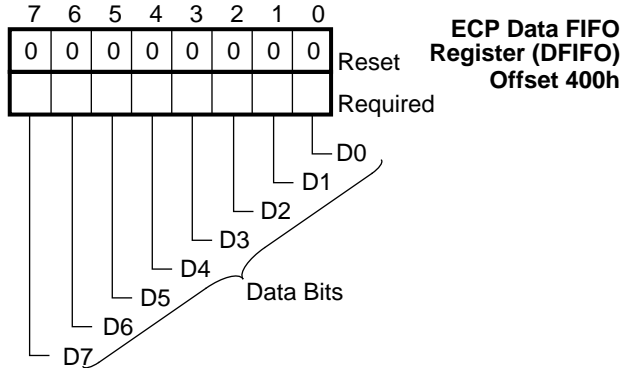 7 6 5 4 3 2 1 0
ECP Data FIFO
Register (DFIFO)
Offset 400h
0 0 0 0 0 0 0 0 Reset
Required
D0
D1
D2
D3
D4
D5
D6
D7
Data Bits